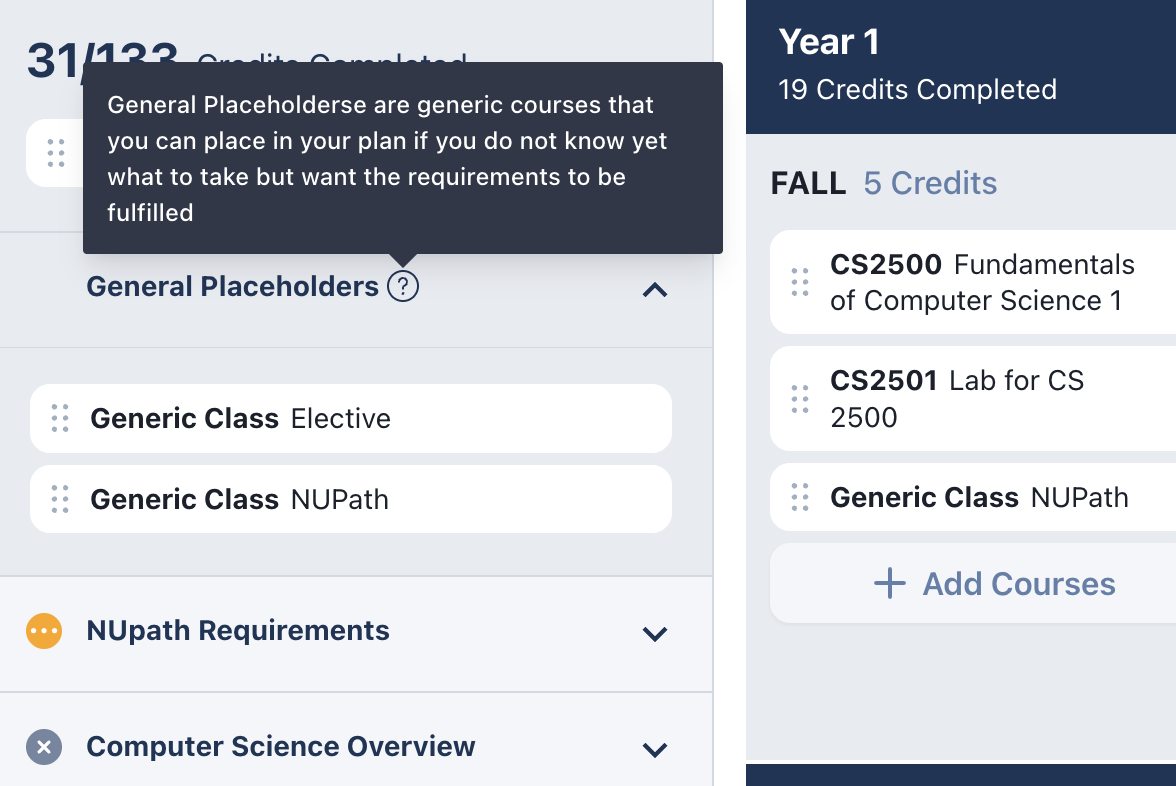 31/133 Credits Completed
General Placeholderse are generic courses that
you can place in your plan if you do not know yet
what to take but want the requirements to be
fulfilled
General Placeholders ?
Generic Class Elective
Generic Class NUPath
NUpath Requirements
Computer Science Overview
Year 1
19 Credits Completed
FALL 5 Credits
CS2500 Fundamentals
of Computer Science 1
CS2501 Lab for CS
2500
Generic Class NUPath
+ Add Courses